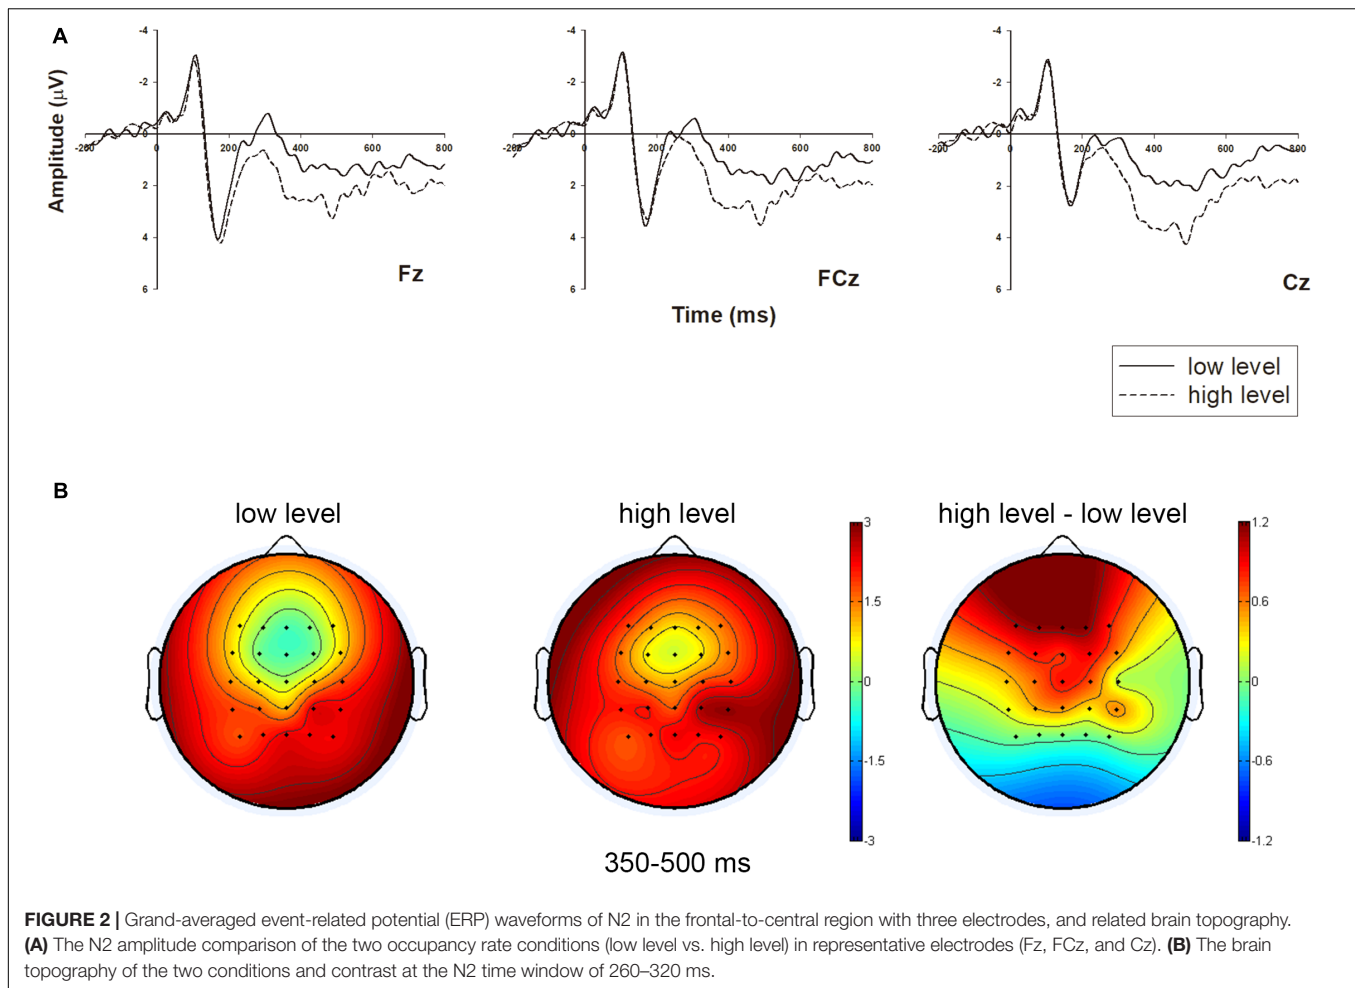 A
Amplitude (µV)
-4
-2
0
2
4
6
-200
200
400
600
800
Fz
-4
-2
0
2
4
6
-200
200
400
600
800
FCz
-4
-2
0
2
4
6
-200
200
400
600
800
Cz
Time (ms)
low level
high level
B
low level
high level
high level - low level
3
1.5
0
-1.5
-3
1.2
0.6
0
-0.6
-1.2
350-500 ms
FIGURE 2 | Grand-averaged event-related potential (ERP) waveforms of N2 in the frontal-to-central region with three electrodes, and related brain topography.
(A) The N2 amplitude comparison of the two occupancy rate conditions (low level vs. high level) in representative electrodes (Fz, FCz, and Cz). (B) The brain
topography of the two conditions and contrast at the N2 time window of 260–320 ms.